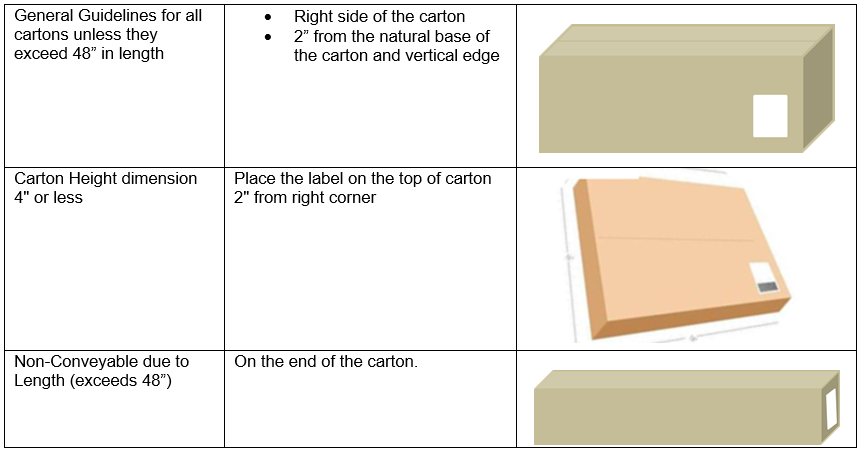 General Guidelines for all
cartons unless they
exceed 48” in length
• Right side of the carton
• 2” from the natural base of
the carton and vertical edge
Carton Height dimension
4" or less
Place the label on the top of carton
2" from right corner
Non-Conveyable due to
Length (exceeds 48”)
On the end of the carton.